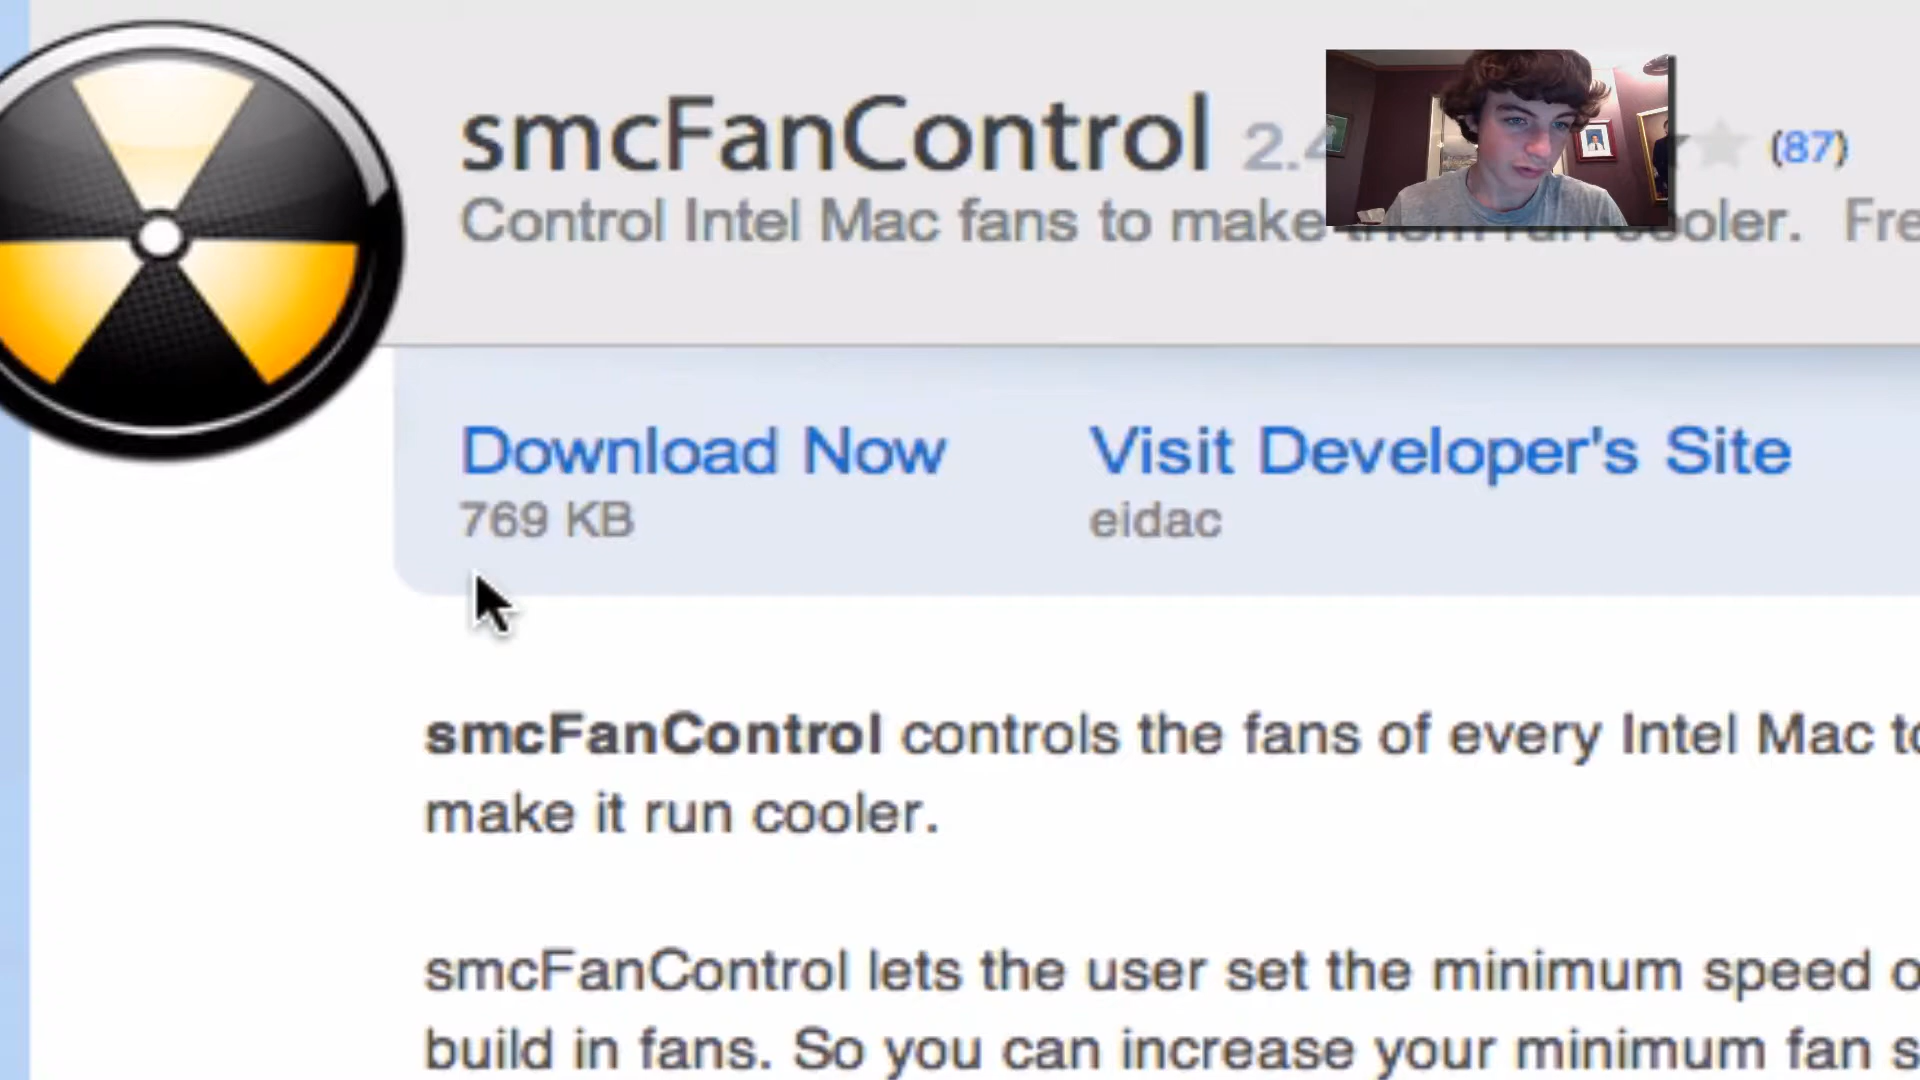 smcFanControl 2.4 (87)
Control Intel Mac fans to make them run cooler. Fre
Download Now Visit Developer's Site
769 KB eidac
smcFanControl controls the fans of every Intel Mac to
make it run cooler.
smcFanControl lets the user set the minimum speed o
build in fans. So you can increase your minimum fan s